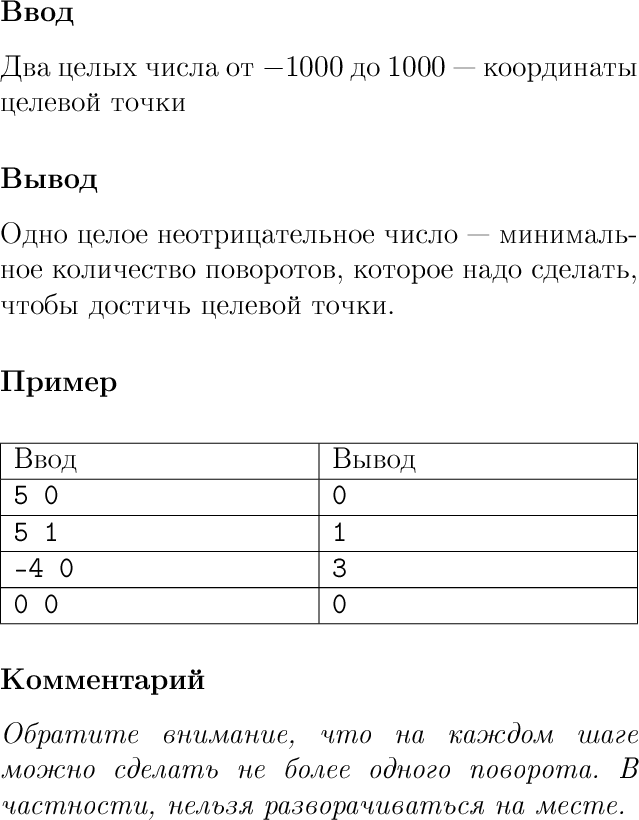 Ввод
Два целых числа от −1000 до 1000 — координаты
целевой точки
Вывод
Одно целое неотрицательное число — минималь-
ное количество поворотов, которое надо сделать,
чтобы достичь целевой точки.
Пример
Ввод Вывод
5 0 0
5 1 1
-4 0 3
0 0 0
Комментарий
Обратите внимание, что на каждом шаге
можно сделать не более одного поворота. В
частности, нельзя разворачиваться на месте.